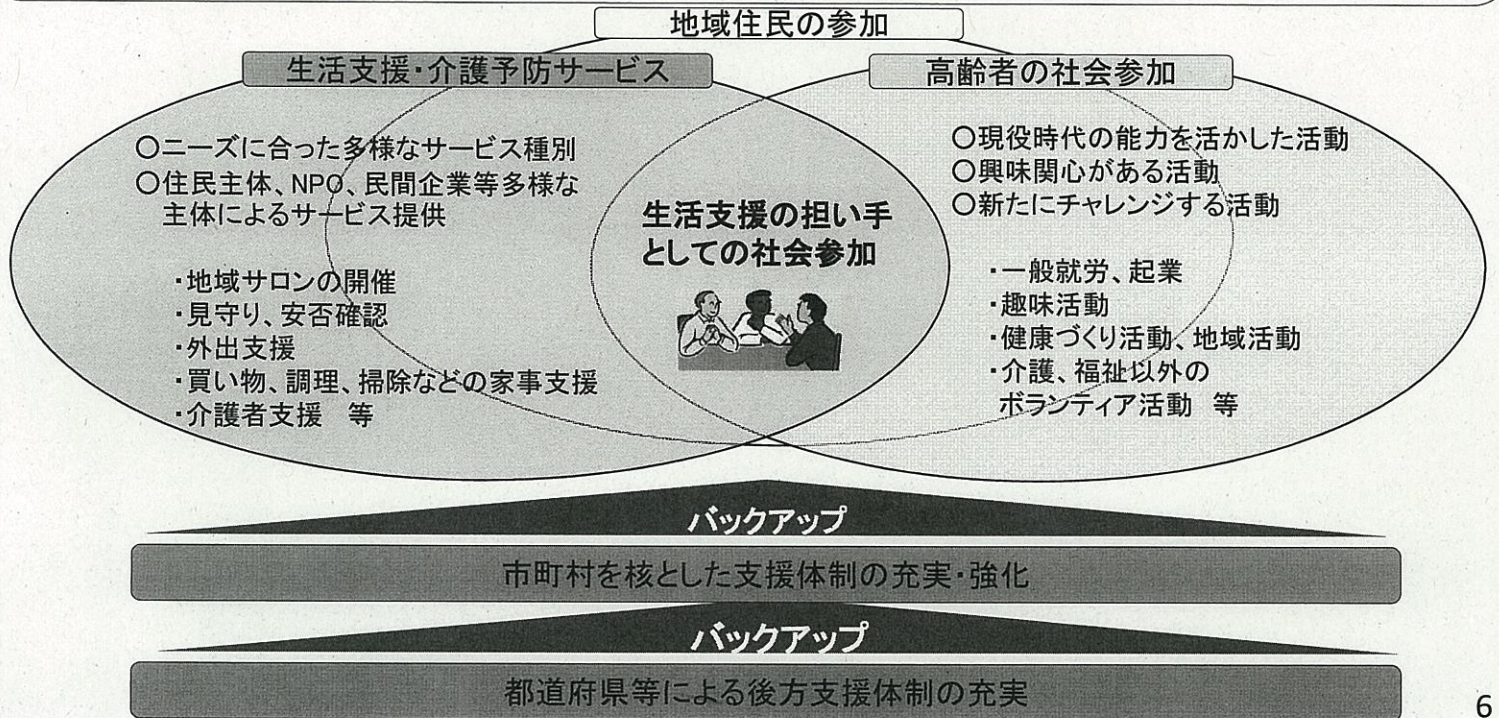 地域住民の参加
生活支援・介護予防サービス
〇ニーズに合った多様なサービス種別
〇住民主体、NPO、民間企業等多様な
主体によるサービス提供
・地域サロンの開催
・見守り、安否確認
・外出支援
・買い物、調理、掃除などの家事支援
・介護者支援　等
生活支援の担い手
としての社会参加
高齢者の社会参加
〇現役時代の能力を活かした活動
〇興味関心がある活動
〇新たにチャレンジする活動
・一般就労、起業
・趣味活動
・健康づくり活動、地域活動
・介護、福祉以外の
ボランティア活動　等
バックアップ
市町村を核とした支援体制の充実・強化
バックアップ
都道府県等による後方支援体制の充実
6